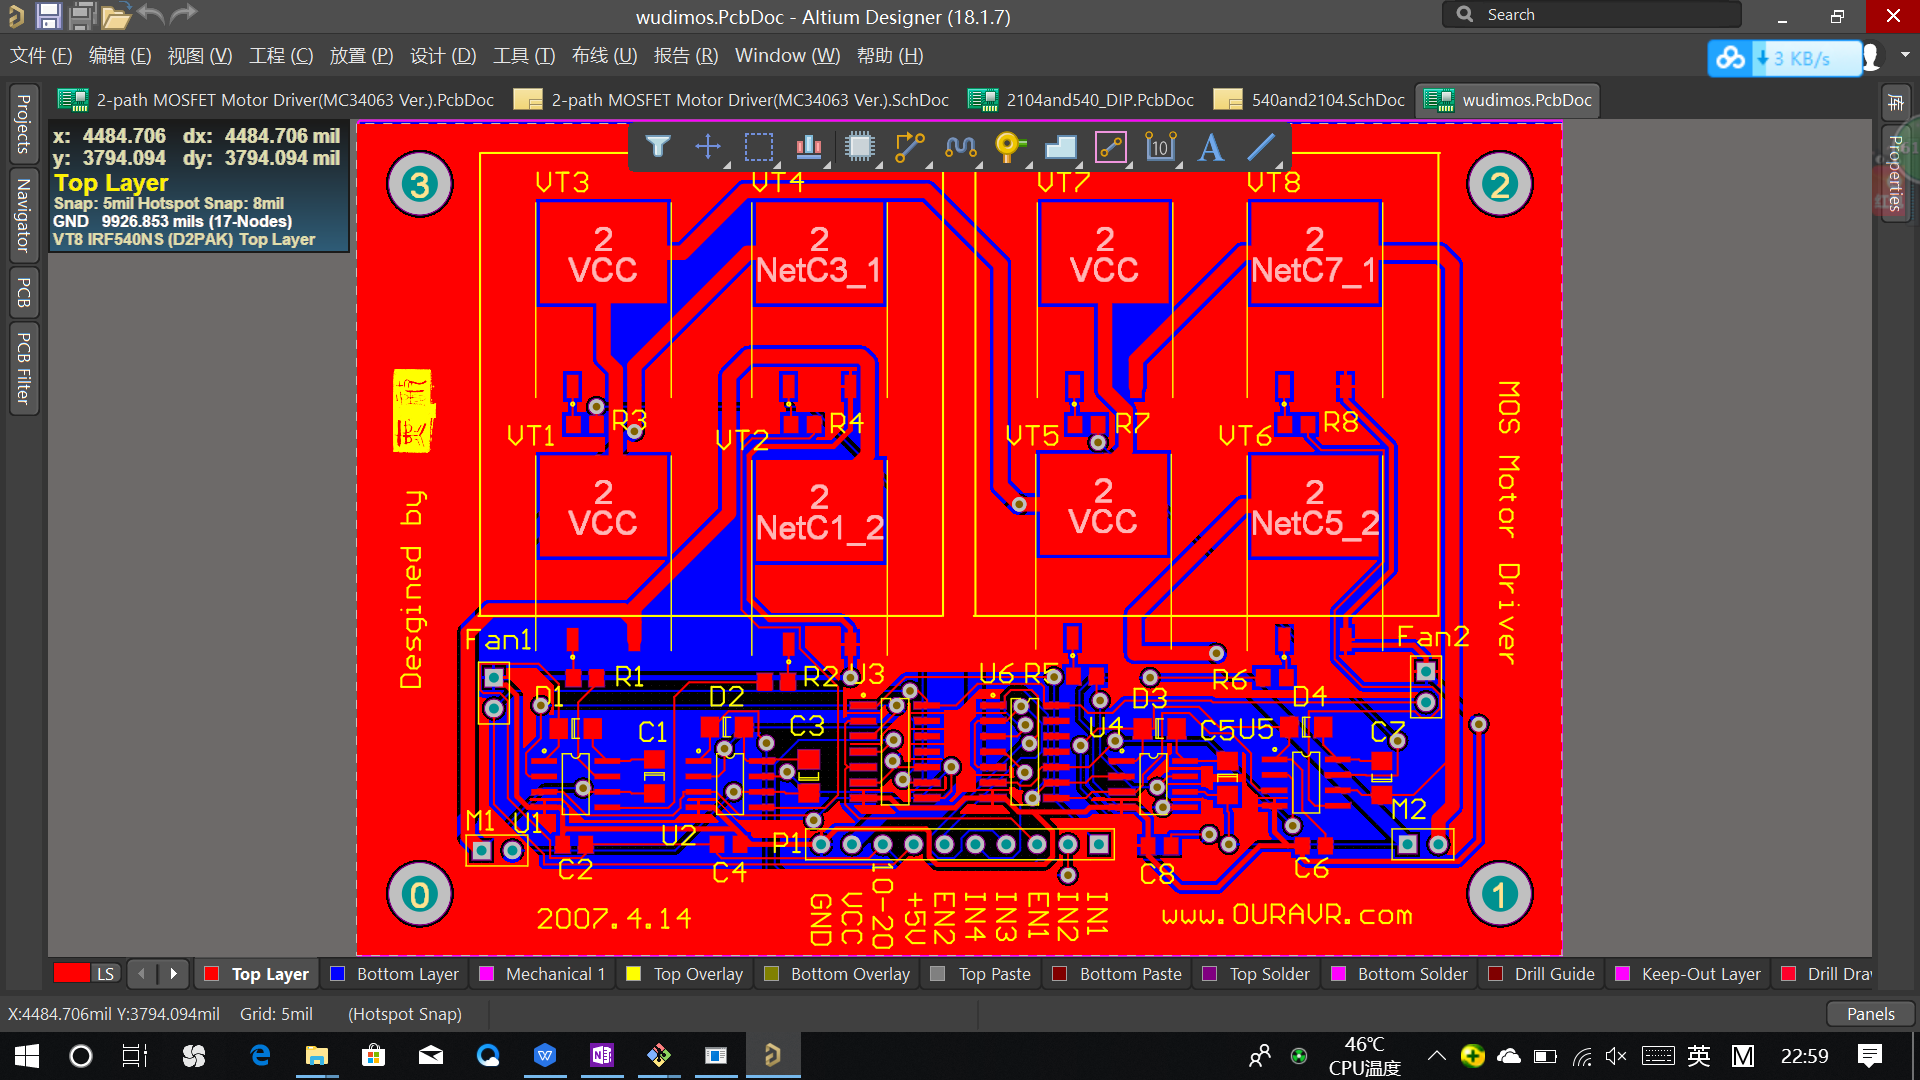 wudimos.PcbDoc - Altium Designer (18.1.7)
Search
文件 (F) 编辑 (E) 视图 (V) 工程 (C) 放置 (P) 设计 (D) 工具 (T) 布线 (U) 报告 (R) Window (W) 帮助 (H)
3 KB/s
2-path MOSFET Motor Driver(MC34063 Ver.).PcbDoc
2-path MOSFET Motor Driver(MC34063 Ver.).SchDoc
2104and540_DIP.PcbDoc
540and2104.SchDoc
wudimos.PcbDoc
Projects
Navigator
PCB
PCB Filter
库
Properties
x: 4484.706 dx: 4484.706 mil
y: 3794.094 dy: 3794.094 mil
Top Layer
Snap: 5mil Hotspot Snap: 8mil
GND 9926.853 mils (17-Nodes)
VT8 IRF540NS (D2PAK) Top Layer
10 A
3
2
VT3 VT4 VT7 VT8
2 2 2 2
VCC NetC3_1 VCC NetC7_1
VT1 R3 VT2 R4 VT5 R7 VT6 R8
2 2 2 2
VCC NetC1_2 VCC NetC5_2
Desgined by
MOS Motor Driver
Fan1 Fan2
R1 R2 U3 U6 R5 R6
D1 D2 D3 D4
C1 C3 U4 C5 U5 C7
M1 U1 U2 P1 M2
C2 C4 C8 C6
0
1
2007.4.14
GND
VCC
10-20
+5V
EN2
IN4
IN3
EN1
IN2
IN1
www.OURAVR.com
LS
Top Layer
Bottom Layer
Mechanical 1
Top Overlay
Bottom Overlay
Top Paste
Bottom Paste
Top Solder
Bottom Solder
Drill Guide
Keep-Out Layer
Drill Dra
X:4484.706mil Y:3794.094mil Grid: 5mil (Hotspot Snap)
Panels
46℃
CPU温度
英
M
22:59